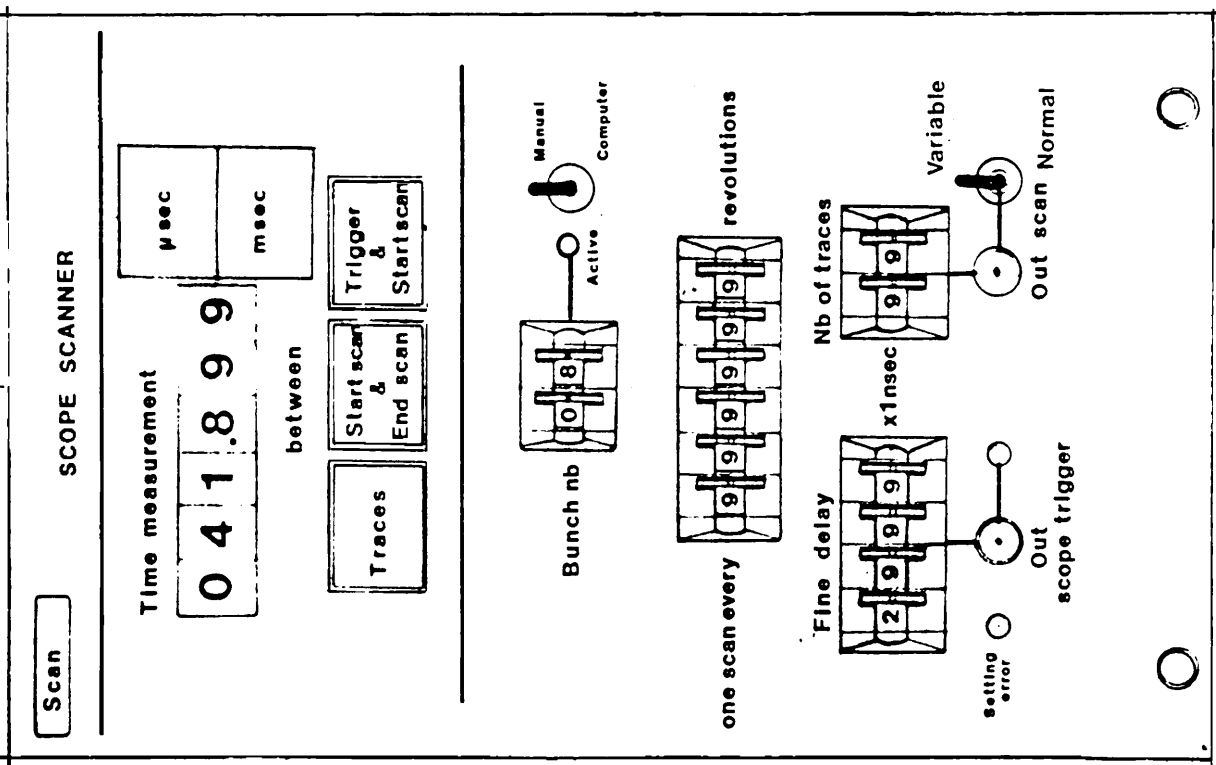 Scan
SCOPE SCANNER
Time measurement
041.899
µsec
msec
between
Traces
Start scan
&
End scan
Trigger
&
Start scan
Bunch nb
08
Active
Manual
Computer
one scan every
999999
revolutions
Fine delay
2999
x1nsec
Nb of traces
99
Variable
Normal
Setting
error
Out
scope trigger
Out scan